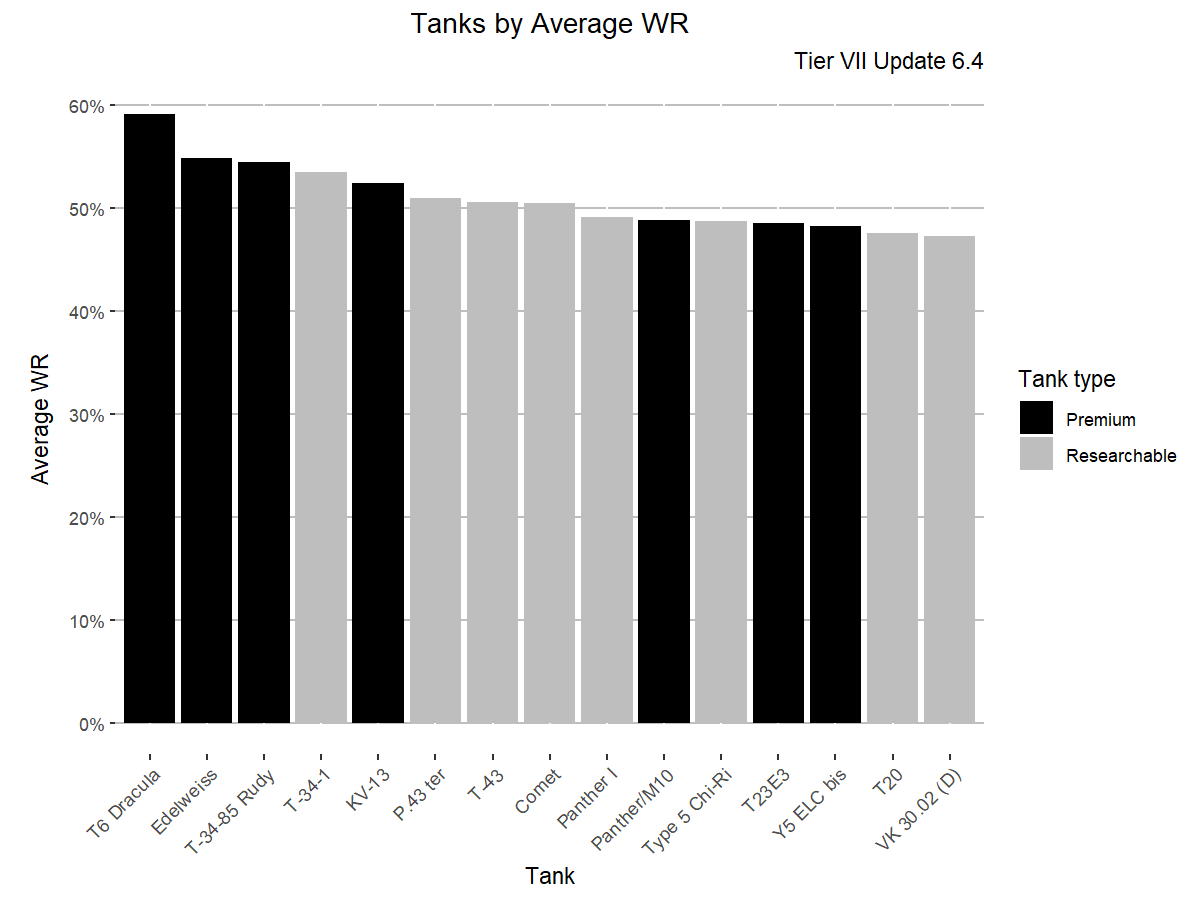 Tanks by Average WR
Tier VII Update 6.4
Average WR
60%
50%
40%
30%
20%
10%
0%
T6 Dracula
Edelweiss
T-34-85 Rudy
T-34-1
KV-13
P.43 ter
T-43
Comet
Panther I
Panther/M10
Type 5 Chi-Ri
T23E3
Y5 ELC bis
T20
VK 30.02 (D)
Tank
Tank type
Premium
Researchable